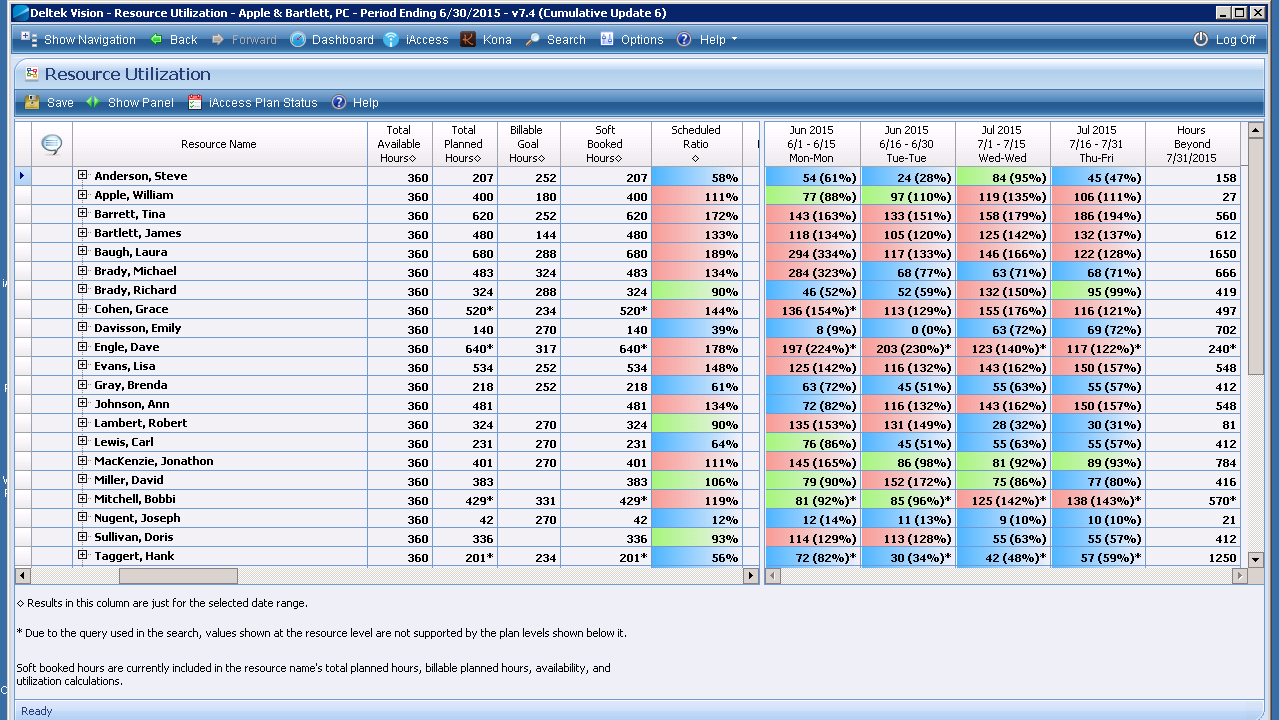 Deltek Vision - Resource Utilization - Apple & Bartlett, PC - Period Ending 6/30/2015 - v7.4 (Cumulative Update 6)
Show Navigation Back Forward Dashboard iAccess Kona Search Options Help Log Off
Resource Utilization
Save Show Panel iAccess Plan Status Help
Resource Name Total Available Hours◇ Total Planned Hours◇ Billable Goal Hours◇ Soft Booked Hours◇ Scheduled Ratio ◇ Jun 2015 6/1 - 6/15 Mon-Mon Jun 2015 6/16 - 6/30 Tue-Tue Jul 2015 7/1 - 7/15 Wed-Wed Jul 2015 7/16 - 7/31 Thu-Fri Hours Beyond 7/31/2015
Anderson, Steve 360 207 252 207 58% 54 (61%) 24 (28%) 84 (95%) 45 (47%) 158
Apple, William 360 400 180 400 111% 77 (88%) 97 (110%) 119 (135%) 106 (111%) 27
Barrett, Tina 360 620 252 620 172% 143 (163%) 133 (151%) 158 (179%) 186 (194%) 560
Bartlett, James 360 480 144 480 133% 118 (134%) 105 (120%) 125 (142%) 132 (137%) 612
Baugh, Laura 360 680 288 680 189% 294 (334%) 117 (133%) 146 (166%) 122 (128%) 1650
Brady, Michael 360 483 324 483 134% 284 (323%) 68 (77%) 63 (71%) 68 (71%) 666
Brady, Richard 360 324 288 324 90% 46 (52%) 52 (59%) 132 (150%) 95 (99%) 419
Cohen, Grace 360 520* 234 520* 144% 136 (154%)* 113 (129%) 155 (176%) 116 (121%) 497
Davisson, Emily 360 140 270 140 39% 8 (9%) 0 (0%) 63 (72%) 69 (72%) 702
Engle, Dave 360 640* 317 640* 178% 197 (224%)* 203 (230%)* 123 (140%)* 117 (122%)* 240*
Evans, Lisa 360 534 252 534 148% 125 (142%) 116 (132%) 143 (162%) 150 (157%) 548
Gray, Brenda 360 218 252 218 61% 63 (72%) 45 (51%) 55 (63%) 55 (57%) 412
Johnson, Ann 360 481 481 134% 72 (82%) 116 (132%) 143 (162%) 150 (157%) 548
Lambert, Robert 360 324 270 324 90% 135 (153%) 131 (149%) 28 (32%) 30 (31%) 81
Lewis, Carl 360 231 270 231 64% 76 (86%) 45 (51%) 55 (63%) 55 (57%) 412
MacKenzie, Jonathon 360 401 270 401 111% 145 (165%) 86 (98%) 81 (92%) 89 (93%) 784
Miller, David 360 383 383 106% 79 (90%) 152 (172%) 75 (86%) 77 (80%) 416
Mitchell, Bobbi 360 429* 331 429* 119% 81 (92%)* 85 (96%)* 125 (142%)* 138 (143%)* 570*
Nugent, Joseph 360 42 270 42 12% 12 (14%) 11 (13%) 9 (10%) 10 (10%) 21
Sullivan, Doris 360 336 336 93% 114 (129%) 113 (128%) 55 (63%) 55 (57%) 412
Taggert, Hank 360 201* 234 201* 56% 72 (82%)* 30 (34%)* 42 (48%)* 57 (59%)* 1250
◇ Results in this column are just for the selected date range.
* Due to the query used in the search, values shown at the resource level are not supported by the plan levels shown below it.
Soft booked hours are currently included in the resource name's total planned hours, billable planned hours, availability, and
utilization calculations.
Ready